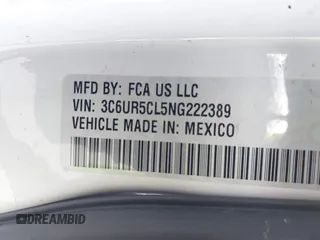 MFD BY: FCA US LLC
VIN: 3C6UR5CL5NG222389
VEHICLE MADE IN: MEXICO
DREAMBID